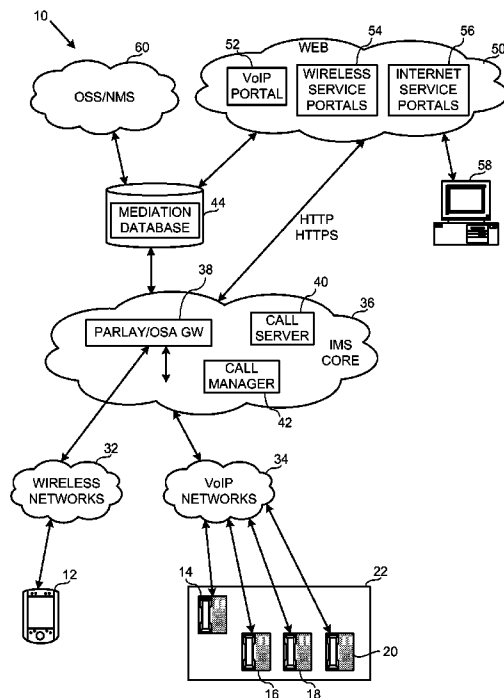 10
60
OSS/NMS
WEB
52
54
56
50
VoIP
PORTAL
WIRELESS
SERVICE
PORTALS
INTERNET
SERVICE
PORTALS
58
MEDIATION
DATABASE
44
HTTP
HTTPS
38
40
36
PARLAY/OSA GW
CALL
SERVER
IMS
CORE
CALL
MANAGER
42
32
WIRELESS
NETWORKS
34
VoIP
NETWORKS
12
14
22
16
18
20